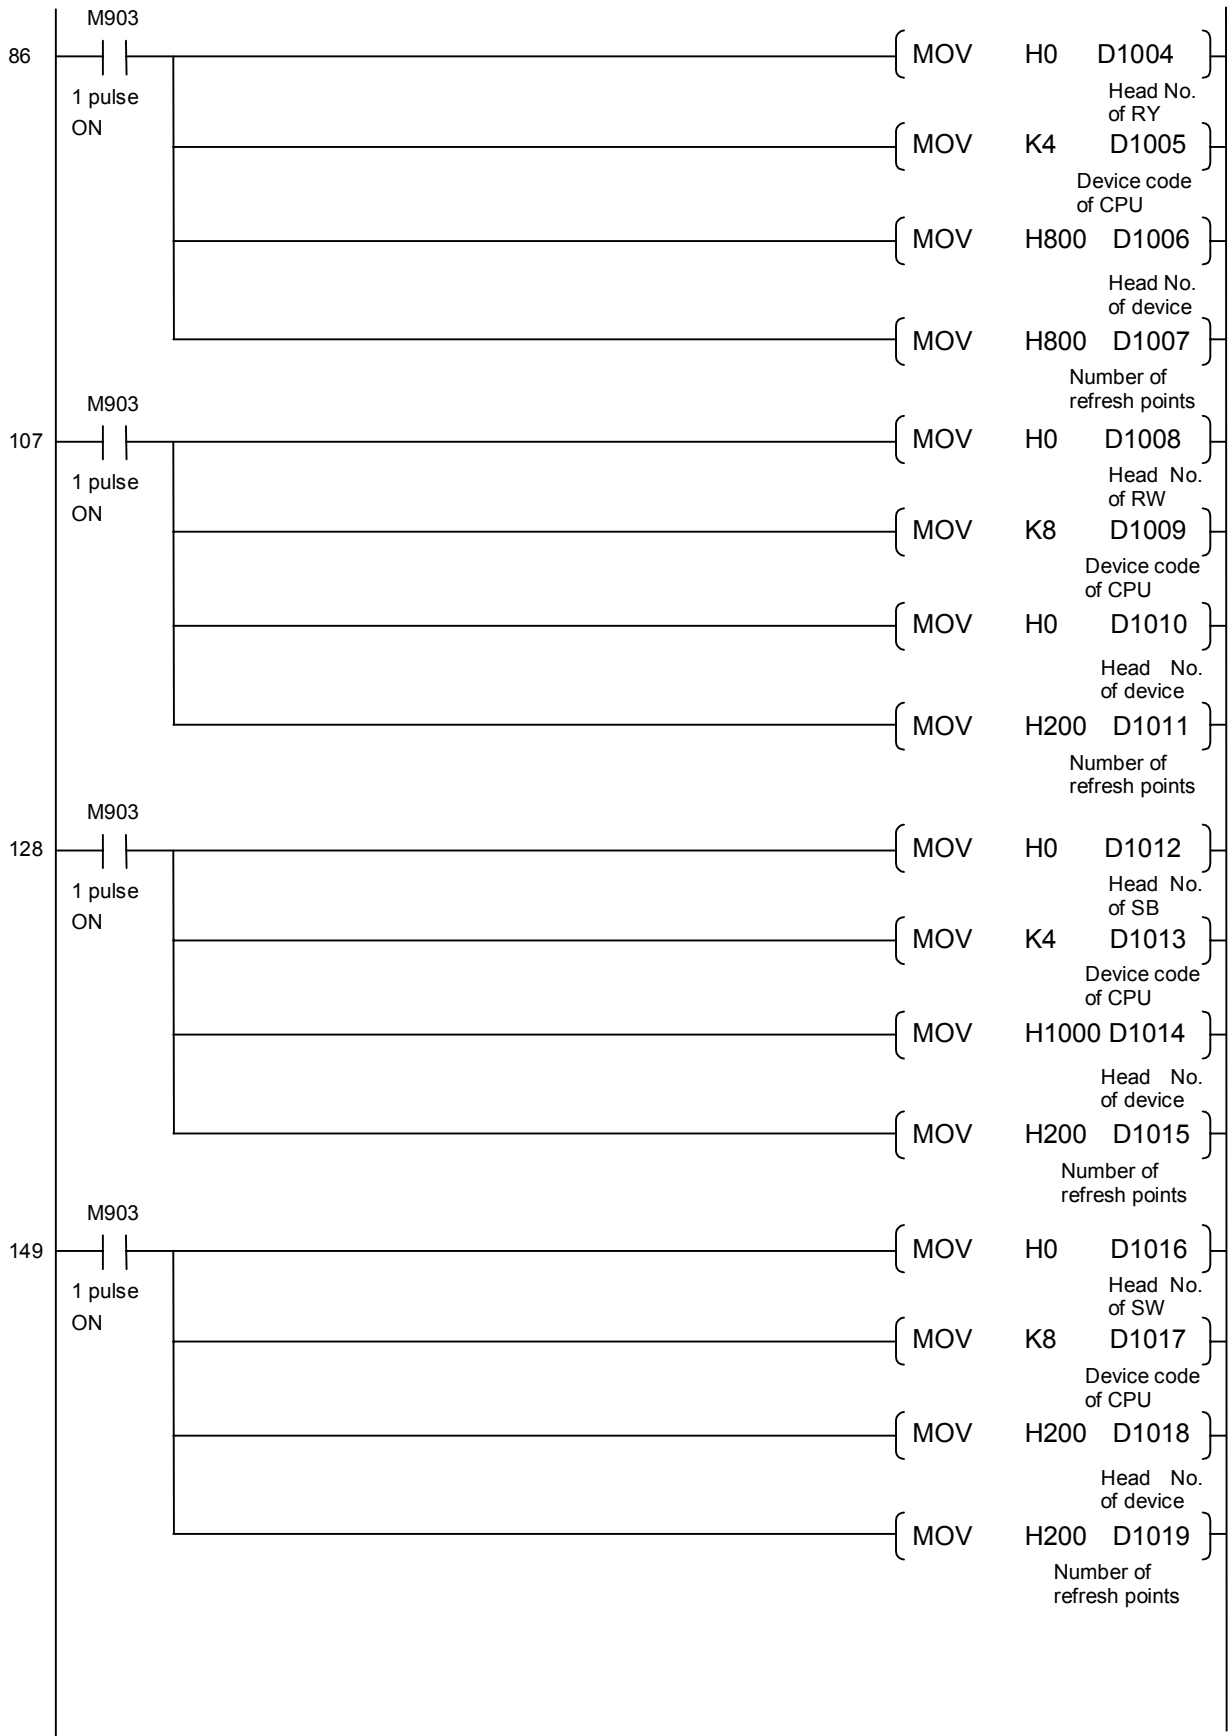 M903
86 MOV H0 D1004
1 pulse
ON
Head No.
of RY
MOV K4 D1005
Device code
of CPU
MOV H800 D1006
Head No.
of device
MOV H800 D1007
Number of
refresh points
M903
107 MOV H0 D1008
1 pulse
ON
Head No.
of RW
MOV K8 D1009
Device code
of CPU
MOV H0 D1010
Head No.
of device
MOV H200 D1011
Number of
refresh points
M903
128 MOV H0 D1012
1 pulse
ON
Head No.
of SB
MOV K4 D1013
Device code
of CPU
MOV H1000 D1014
Head No.
of device
MOV H200 D1015
Number of
refresh points
M903
149 MOV H0 D1016
1 pulse
ON
Head No.
of SW
MOV K8 D1017
Device code
of CPU
MOV H200 D1018
Head No.
of device
MOV H200 D1019
Number of
refresh points